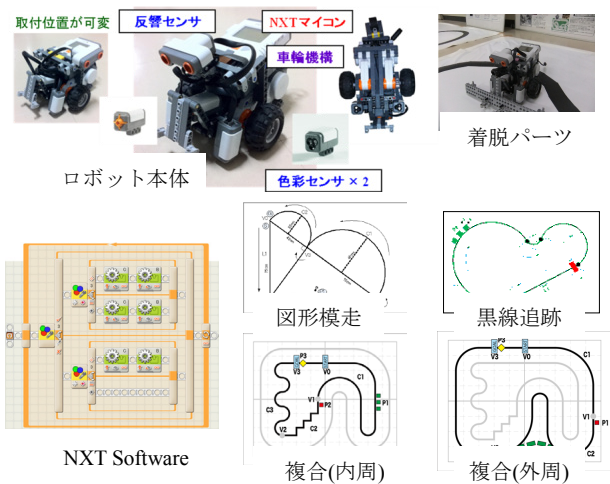 取付位置が可変
反響センサ
NXTマイコン
車輪機構
色彩センサ × 2
ロボット本体
着脱パーツ
NXT Software
図形模走
黒線追跡
P3
V3
V0
C1
V1
P2
P1
C3
C2
V2
複合(内周)
P3
V3
V0
C1
V1
P1
C2
複合(外周)